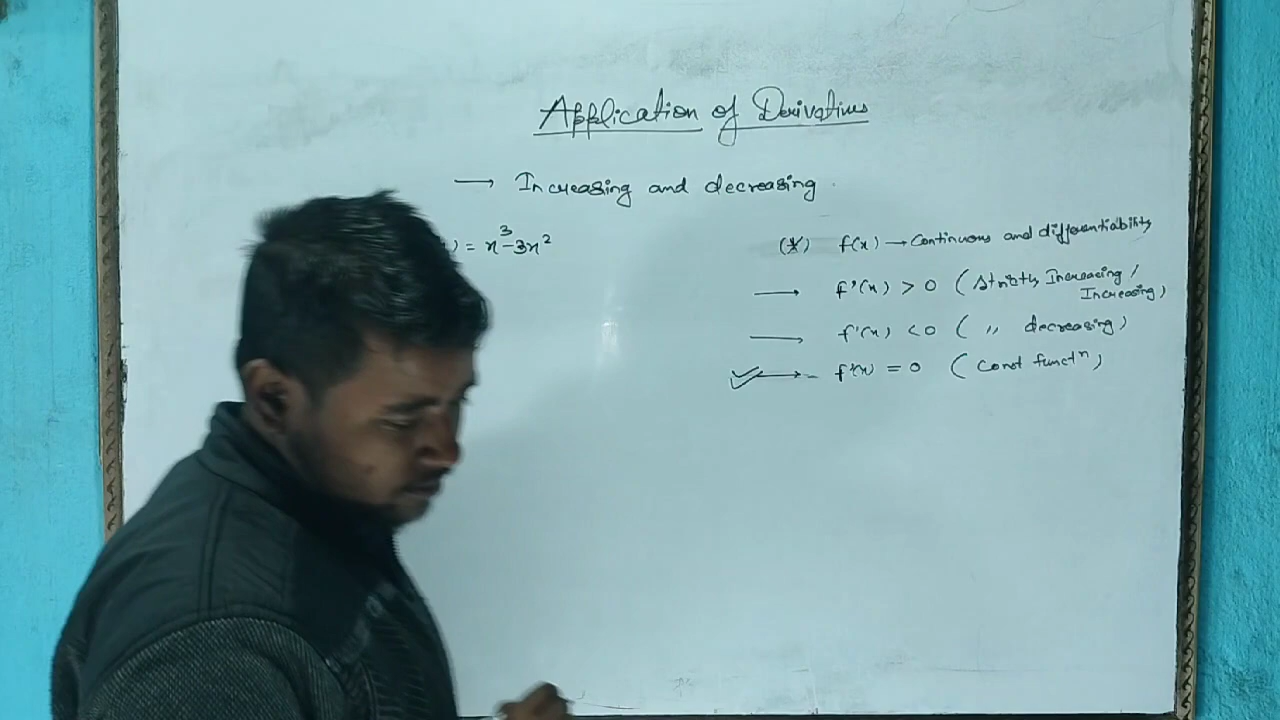 Application of Derivatives
→ Increasing and decreasing
) = x³-3x²
(*) f(x) → Continuous and differentiability
→ f'(x) > 0 (Strictly Increasing /
Increasing)
— f'(x) < 0 ( " decreasing)
✓→ f'(x) = 0 (Const functⁿ)